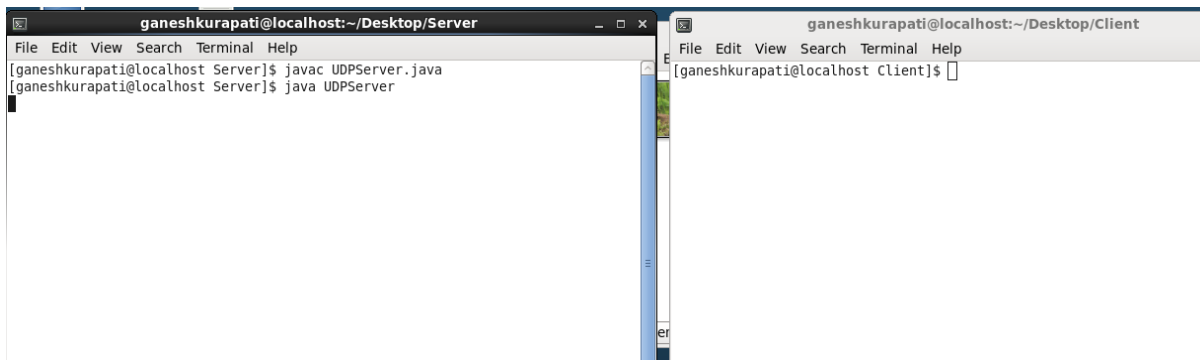 ganeshkurapati@localhost:~/Desktop/Server
File Edit View Search Terminal Help
[ganeshkurapati@localhost Server]$ javac UDPServer.java
[ganeshkurapati@localhost Server]$ java UDPServer
ganeshkurapati@localhost:~/Desktop/Client
File Edit View Search Terminal Help
[ganeshkurapati@localhost Client]$